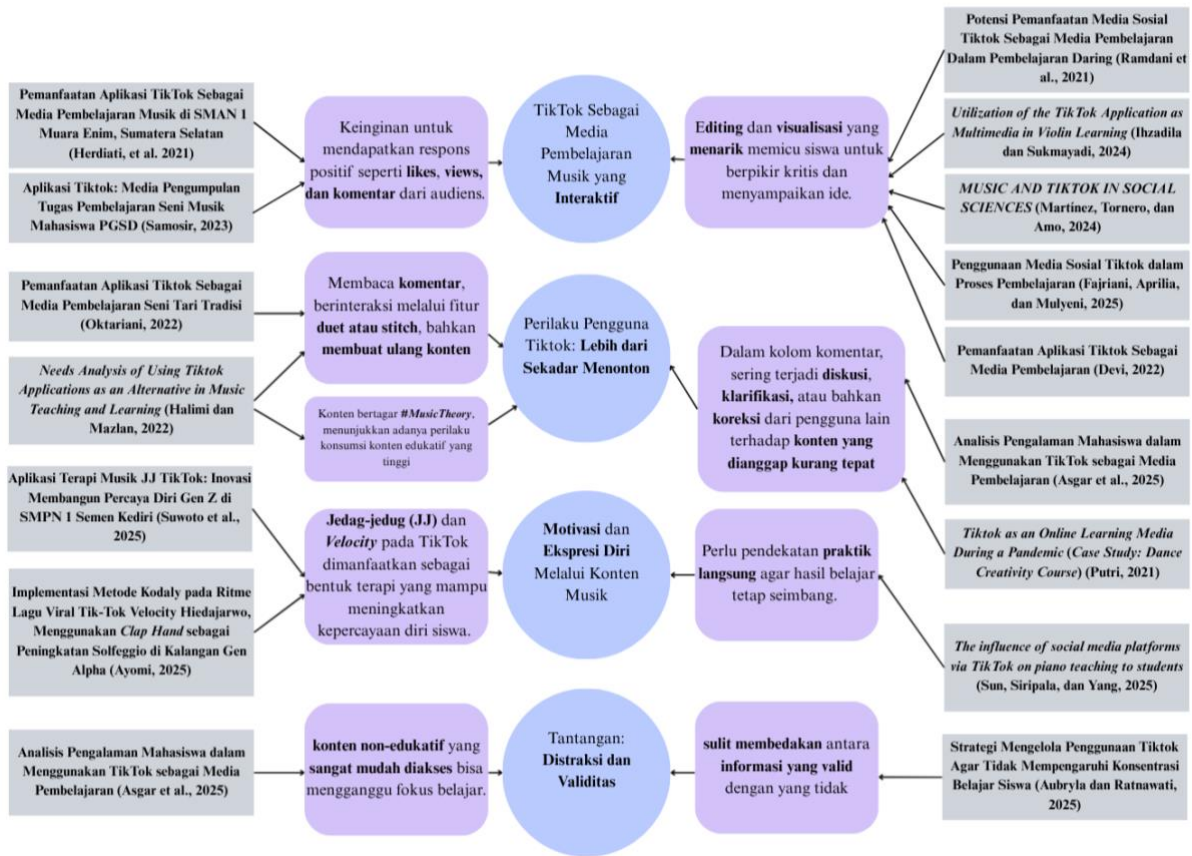 Pemanfaatan Aplikasi TikTok Sebagai
Media Pembelajaran Musik di SMAN 1
Muara Enim, Sumatera Selatan
(Herdiati, et al. 2021)
Aplikasi Tiktok: Media Pengumpulan
Tugas Pembelajaran Seni Musik
Mahasiswa PGSD (Samosir, 2023)
Pemanfaatan Aplikasi Tiktok Sebagai
Media Pembelajaran Seni Tari Tradisi
(Oktariani, 2022)
Needs Analysis of Using Tiktok
Applications as an Alternative in Music
Teaching and Learning (Halimi dan
Mazlan, 2022)
Aplikasi Terapi Musik JJ TikTok: Inovasi
Membangun Percaya Diri Gen Z di
SMPN 1 Semen Kediri (Suwoto et al.,
2025)
Implementasi Metode Kodaly pada Ritme
Lagu Viral Tik-Tok Velocity Hiedajarwo,
Menggunakan Clap Hand sebagai
Peningkatan Solfeggio di Kalangan Gen
Alpha (Ayomi, 2025)
Analisis Pengalaman Mahasiswa dalam
Menggunakan TikTok sebagai Media
Pembelajaran (Asgar et al., 2025)
Keinginan untuk
mendapatkan respons
positif seperti likes, views,
dan komentar dari audiens.
Membaca komentar,
berinteraksi melalui fitur
duet atau stitch, bahkan
membuat ulang konten
Konten bertagar #MusicTheory,
menunjukkan adanya perilaku
konsumsi konten edukatif yang
tinggi
Jedag-jedug (JJ) dan
Velocity pada TikTok
dimanfaatkan sebagai
bentuk terapi yang mampu
meningkatkan
kepercayaan diri siswa.
konten non-edukatif yang
sangat mudah diakses bisa
mengganggu fokus belajar.
TikTok Sebagai
Media
Pembelajaran
Musik yang
Interaktif
Perilaku Pengguna
Tiktok: Lebih dari
Sekadar Menonton
Motivasi dan
Ekspresi Diri
Melalui Konten
Musik
Tantangan:
Distraksi dan
Validitas
Editing dan visualisasi yang
menarik memicu siswa untuk
berpikir kritis dan
menyampaikan ide.
Dalam kolom komentar,
sering terjadi diskusi,
klarifikasi, atau bahkan
koreksi dari pengguna lain
terhadap konten yang
dianggap kurang tepat
Perlu pendekatan praktik
langsung agar hasil belajar
tetap seimbang.
sulit membedakan antara
informasi yang valid
dengan yang tidak
Potensi Pemanfaatan Media Sosial
Tiktok Sebagai Media Pembelajaran
Dalam Pembelajaran Daring (Ramdani et
al., 2021)
Utilization of the TikTok Application as
Multimedia in Violin Learning (Ihzadila
dan Sukmayadi, 2024)
MUSIC AND TIKTOK IN SOCIAL
SCIENCES (Martinez, Tornero, dan
Amo, 2024)
Penggunaan Media Sosial Tiktok dalam
Proses Pembelajaran (Fajriani, Aprilia,
dan Mulyeni, 2025)
Pemanfaatan Aplikasi Tiktok Sebagai
Media Pembelajaran (Devi, 2022)
Analisis Pengalaman Mahasiswa dalam
Menggunakan TikTok sebagai Media
Pembelajaran (Asgar et al., 2025)
Tiktok as an Online Learning Media
During a Pandemic (Case Study: Dance
Creativity Course) (Putri, 2021)
The influence of social media platforms
via TikTok on piano teaching to students
(Sun, Siripala, dan Yang, 2025)
Strategi Mengelola Penggunaan Tiktok
Agar Tidak Mempengaruhi Konsentrasi
Belajar Siswa (Aubryla dan Ratnawati,
2025)